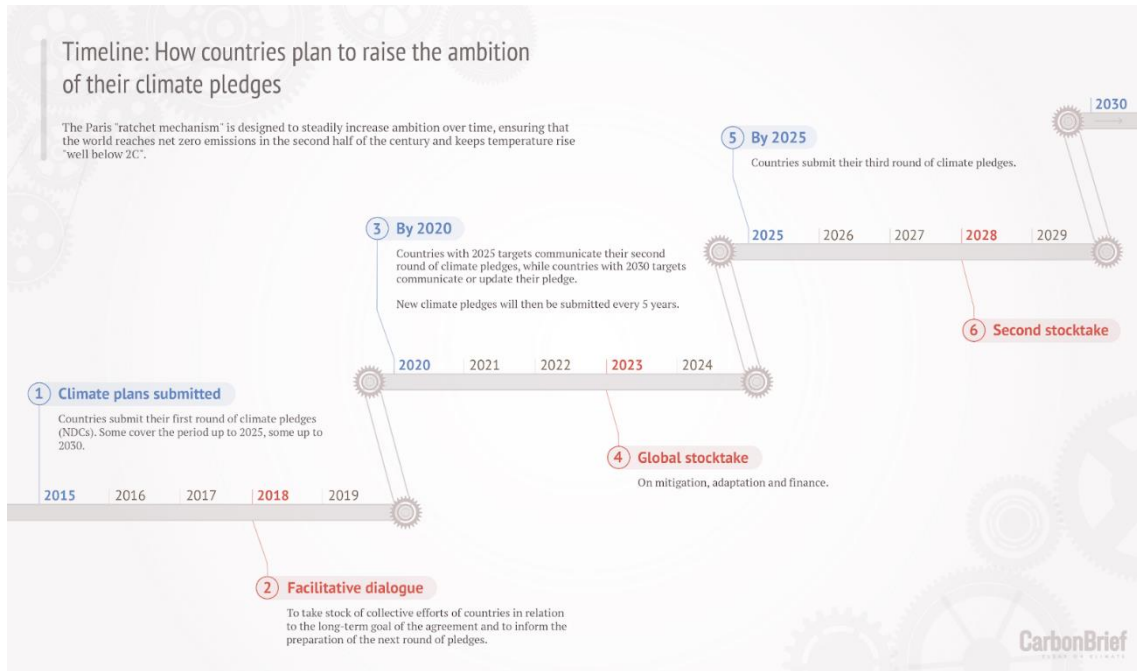 Timeline: How countries plan to raise the ambition
of their climate pledges
The Paris "ratchet mechanism" is designed to steadily increase ambition over time, ensuring that
the world reaches net zero emissions in the second half of the century and keeps temperature rise
"well below 2C".
1 Climate plans submitted
Countries submit their first round of climate pledges
(NDCs). Some cover the period up to 2025, some up to
2030.
2015 2016 2017 2018 2019
2 Facilitative dialogue
To take stock of collective efforts of countries in relation
to the long-term goal of the agreement and to inform the
preparation of the next round of pledges.
3 By 2020
Countries with 2025 targets communicate their second
round of climate pledges, while countries with 2030 targets
communicate or update their pledge.
New climate pledges will then be submitted every 5 years.
2020 2021 2022 2023 2024
4 Global stocktake
On mitigation, adaptation and finance.
5 By 2025
Countries submit their third round of climate pledges.
2025 2026 2027 2028 2029
6 Second stocktake
2030
CarbonBrief
CLEAR ON CLIMATE